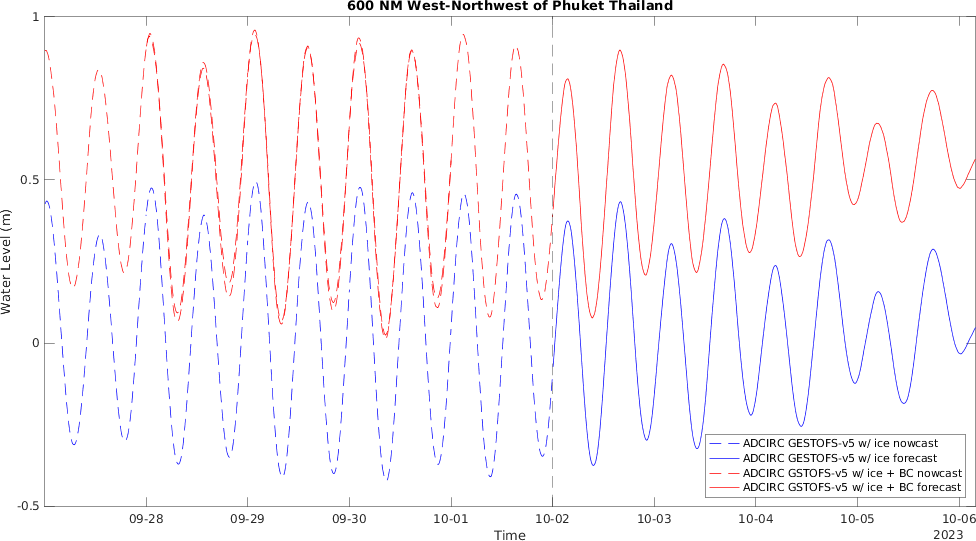 600 NM West-Northwest of Phuket Thailand
1
0.5
0
-0.5
Water Level (m)
ADCIRC GESTOFS-v5 w/ ice nowcast
ADCIRC GESTOFS-v5 w/ ice forecast
ADCIRC GSTOFS-v5 w/ ice + BC nowcast
ADCIRC GSTOFS-v5 w/ ice + BC forecast
09-28 09-29 09-30 10-01 10-02 10-03 10-04 10-05 10-06
Time
2023